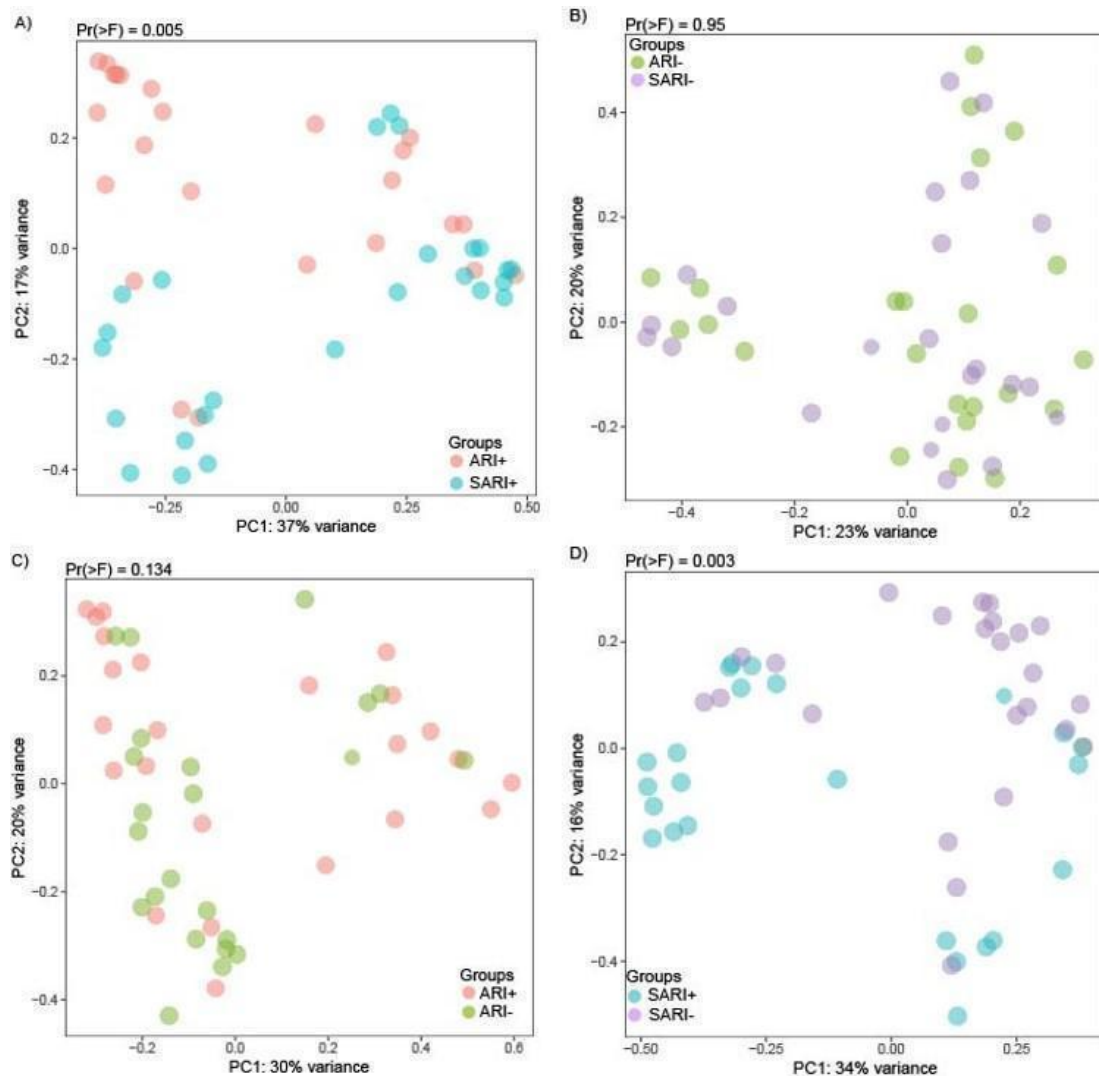 A)
Pr(>F) = 0.005
PC2: 17% variance
0.2
0.0
−0.2
−0.4
−0.25
0.00
0.25
0.50
PC1: 37% variance
Groups
ARI+
SARI+
B)
Pr(>F) = 0.95
Groups
ARI-
SARI-
PC2: 20% variance
0.4
0.2
0.0
−0.2
−0.4
−0.2
0.0
0.2
PC1: 23% variance
C)
Pr(>F) = 0.134
PC2: 20% variance
0.2
0.0
−0.2
−0.4
−0.2
0.0
0.2
0.4
0.6
PC1: 30% variance
Groups
ARI+
ARI-
D)
Pr(>F) = 0.003
PC2: 16% variance
0.2
0.0
−0.2
−0.4
−0.50
−0.25
0.00
0.25
PC1: 34% variance
Groups
SARI+
SARI-